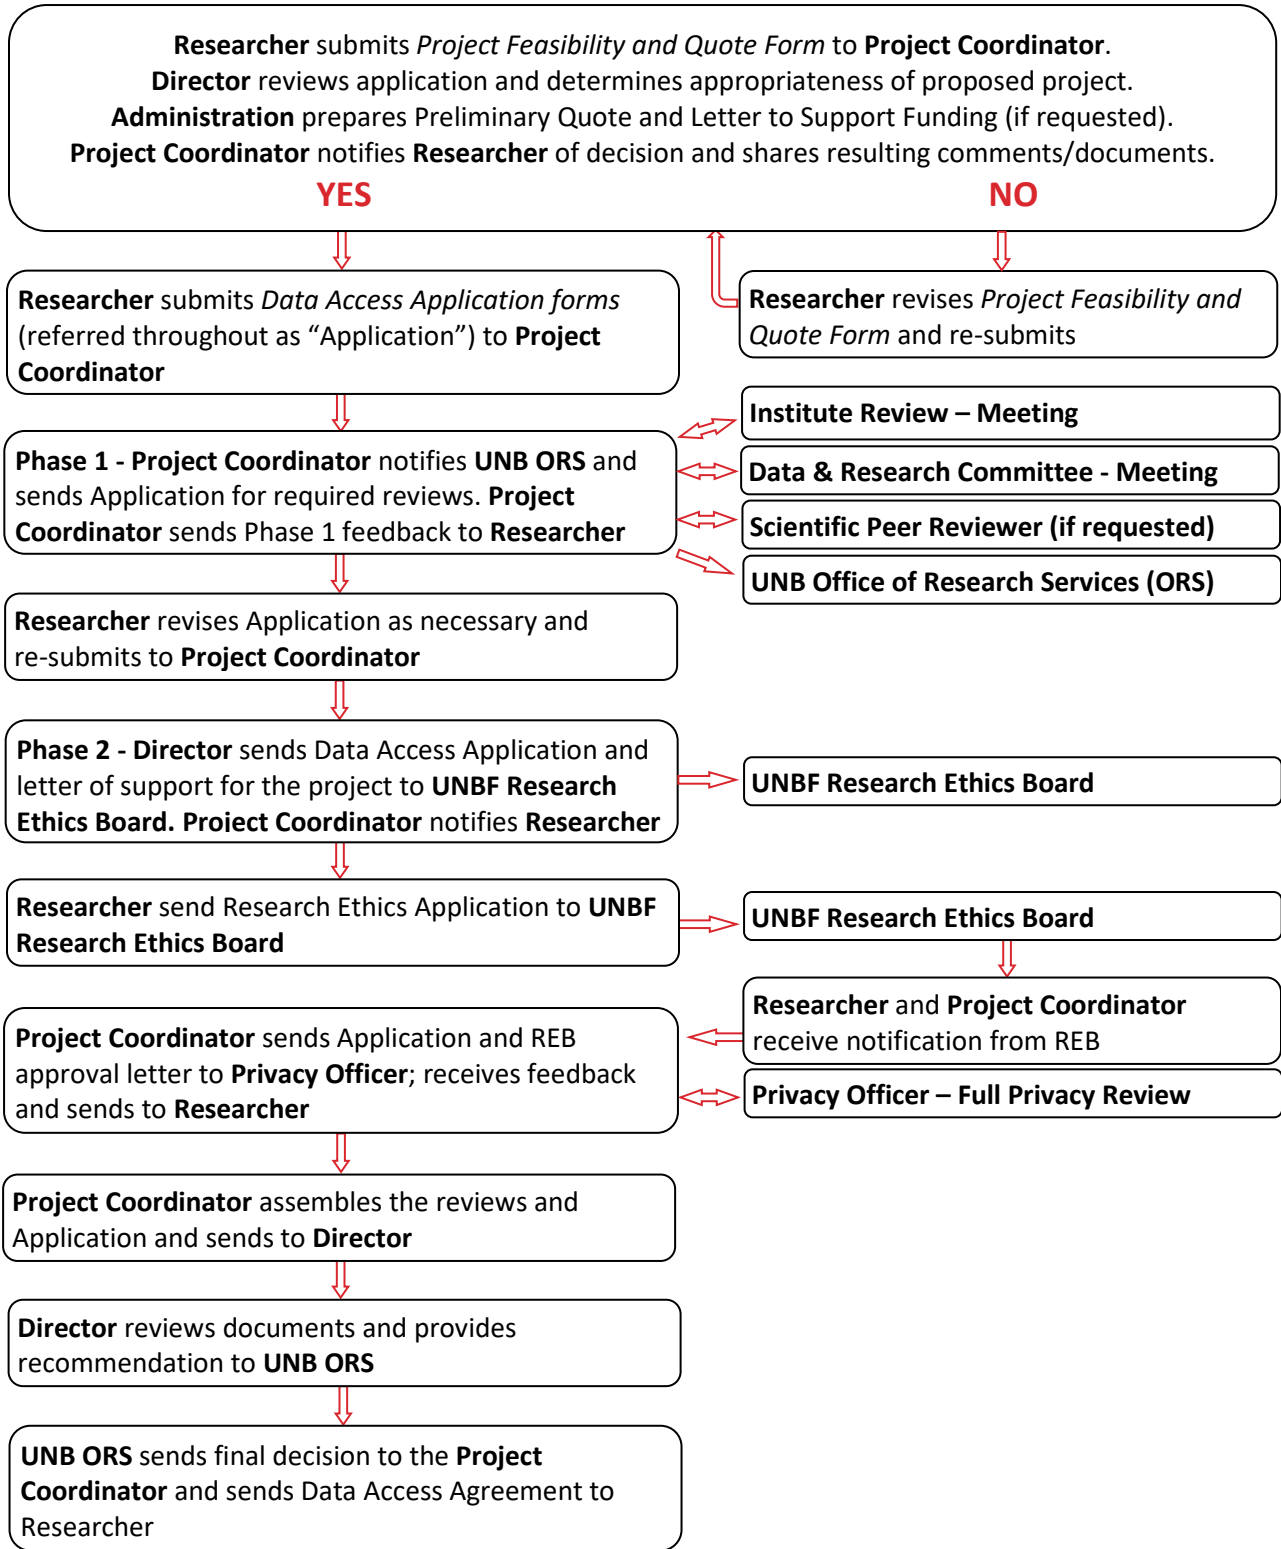 Researcher submits Project Feasibility and Quote Form to Project Coordinator.
Director reviews application and determines appropriateness of proposed project.
Administration prepares Preliminary Quote and Letter to Support Funding (if requested).
Project Coordinator notifies Researcher of decision and shares resulting comments/documents.
YES
NO
Researcher submits Data Access Application forms
(referred throughout as “Application”) to Project
Coordinator
Researcher revises Project Feasibility and
Quote Form and re-submits
Phase 1 - Project Coordinator notifies UNB ORS and
sends Application for required reviews. Project
Coordinator sends Phase 1 feedback to Researcher
Institute Review – Meeting
Data & Research Committee - Meeting
Scientific Peer Reviewer (if requested)
UNB Office of Research Services (ORS)
Researcher revises Application as necessary and
re-submits to Project Coordinator
Phase 2 - Director sends Data Access Application and
letter of support for the project to UNBF Research
Ethics Board. Project Coordinator notifies Researcher
UNBF Research Ethics Board
Researcher send Research Ethics Application to UNBF
Research Ethics Board
UNBF Research Ethics Board
Researcher and Project Coordinator
receive notification from REB
Project Coordinator sends Application and REB
approval letter to Privacy Officer; receives feedback
and sends to Researcher
Privacy Officer – Full Privacy Review
Project Coordinator assembles the reviews and
Application and sends to Director
Director reviews documents and provides
recommendation to UNB ORS
UNB ORS sends final decision to the Project
Coordinator and sends Data Access Agreement to
Researcher